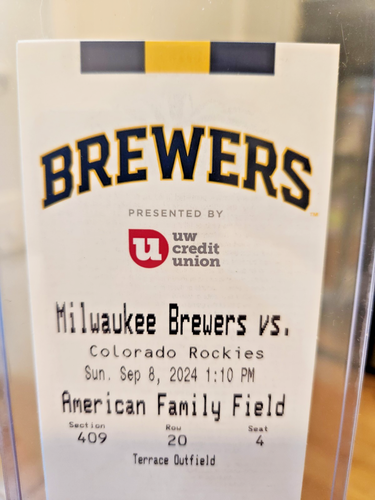 BREWERS
PRESENTED BY
u uw
credit
union
Milwaukee Brewers vs.
Colorado Rockies
Sun. Sep 8, 2024 1:10 PM
American Family Field
Section Row Seat
409 20 4
Terrace Outfield